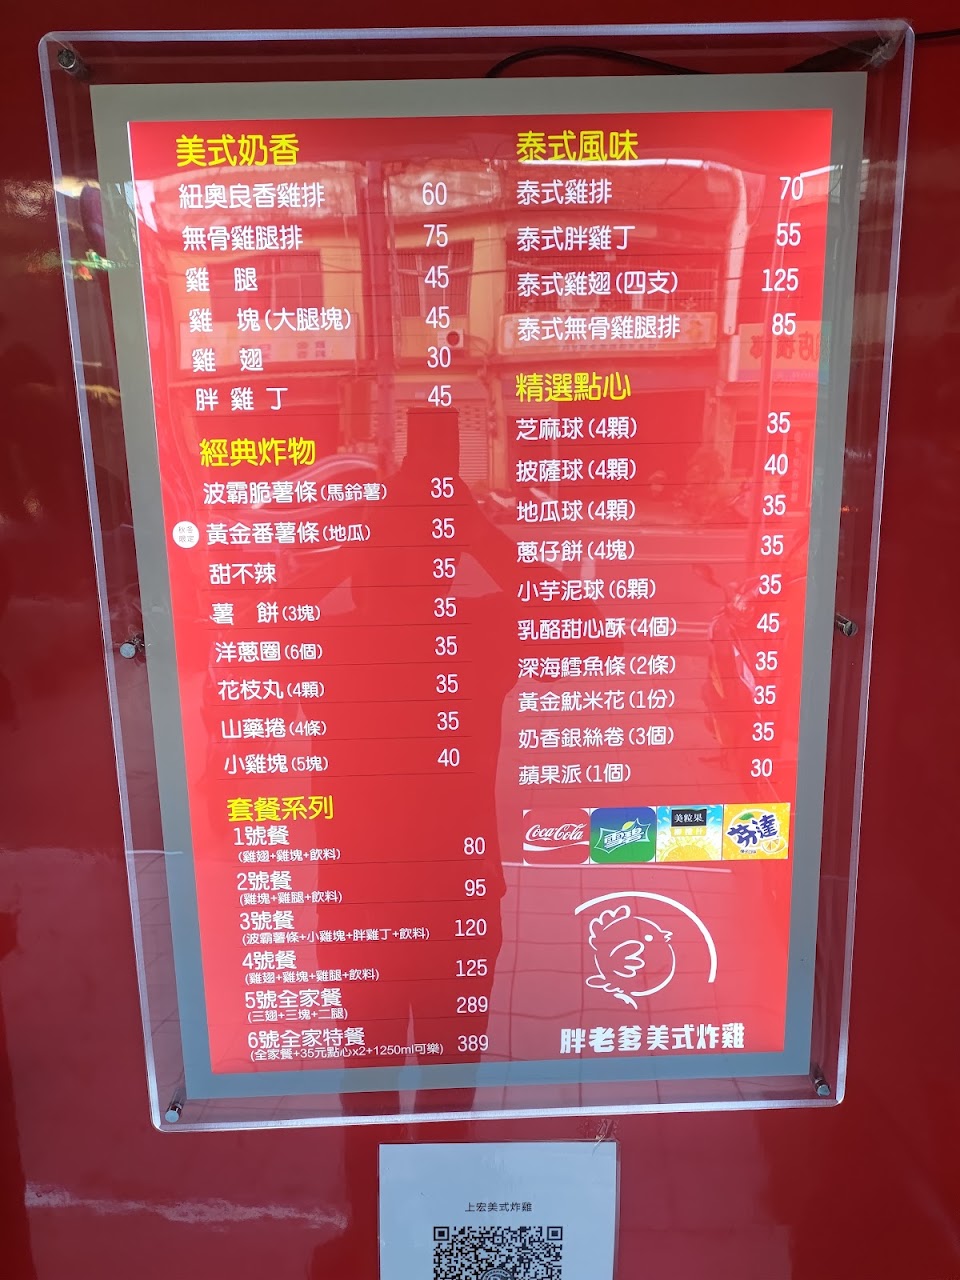 美式奶香
紐奧良香雞排 60
無骨雞腿排 75
雞 腿 45
雞 塊(大腿塊) 45
雞 翅 30
胖 雞 丁 45
經典炸物
波霸脆薯條(馬鈴薯) 35
秋冬限定 黃金番薯條(地瓜) 35
甜不辣 35
薯 餅(3塊) 35
洋蔥圈(6個) 35
花枝丸(4顆) 35
山藥捲(4條) 35
小雞塊(5塊) 40
套餐系列
1號餐 80
(雞翅+雞塊+飲料)
2號餐 95
(雞塊+雞腿+飲料)
3號餐 120
(波霸薯條+小雞塊+胖雞丁+飲料)
4號餐 125
(雞翅+雞塊+雞腿+飲料)
5號全家餐 289
(三翅+三塊+二腿)
6號全家特餐 389
(全家餐+35元點心x2+1250ml可樂)
泰式風味
泰式雞排 70
泰式胖雞丁 55
泰式雞翅(四支) 125
泰式無骨雞腿排 85
精選點心
芝麻球(4顆) 35
披薩球(4顆) 40
地瓜球(4顆) 35
蔥仔餅(4塊) 35
小芋泥球(6顆) 35
乳酪甜心酥(4個) 45
深海鱈魚條(2條) 35
黃金魷米花(1份) 35
奶香銀絲卷(3個) 35
蘋果派(1個) 30
Coca-Cola 雪碧 美粒果 芬達
胖老爹美式炸雞
上宏美式炸雞